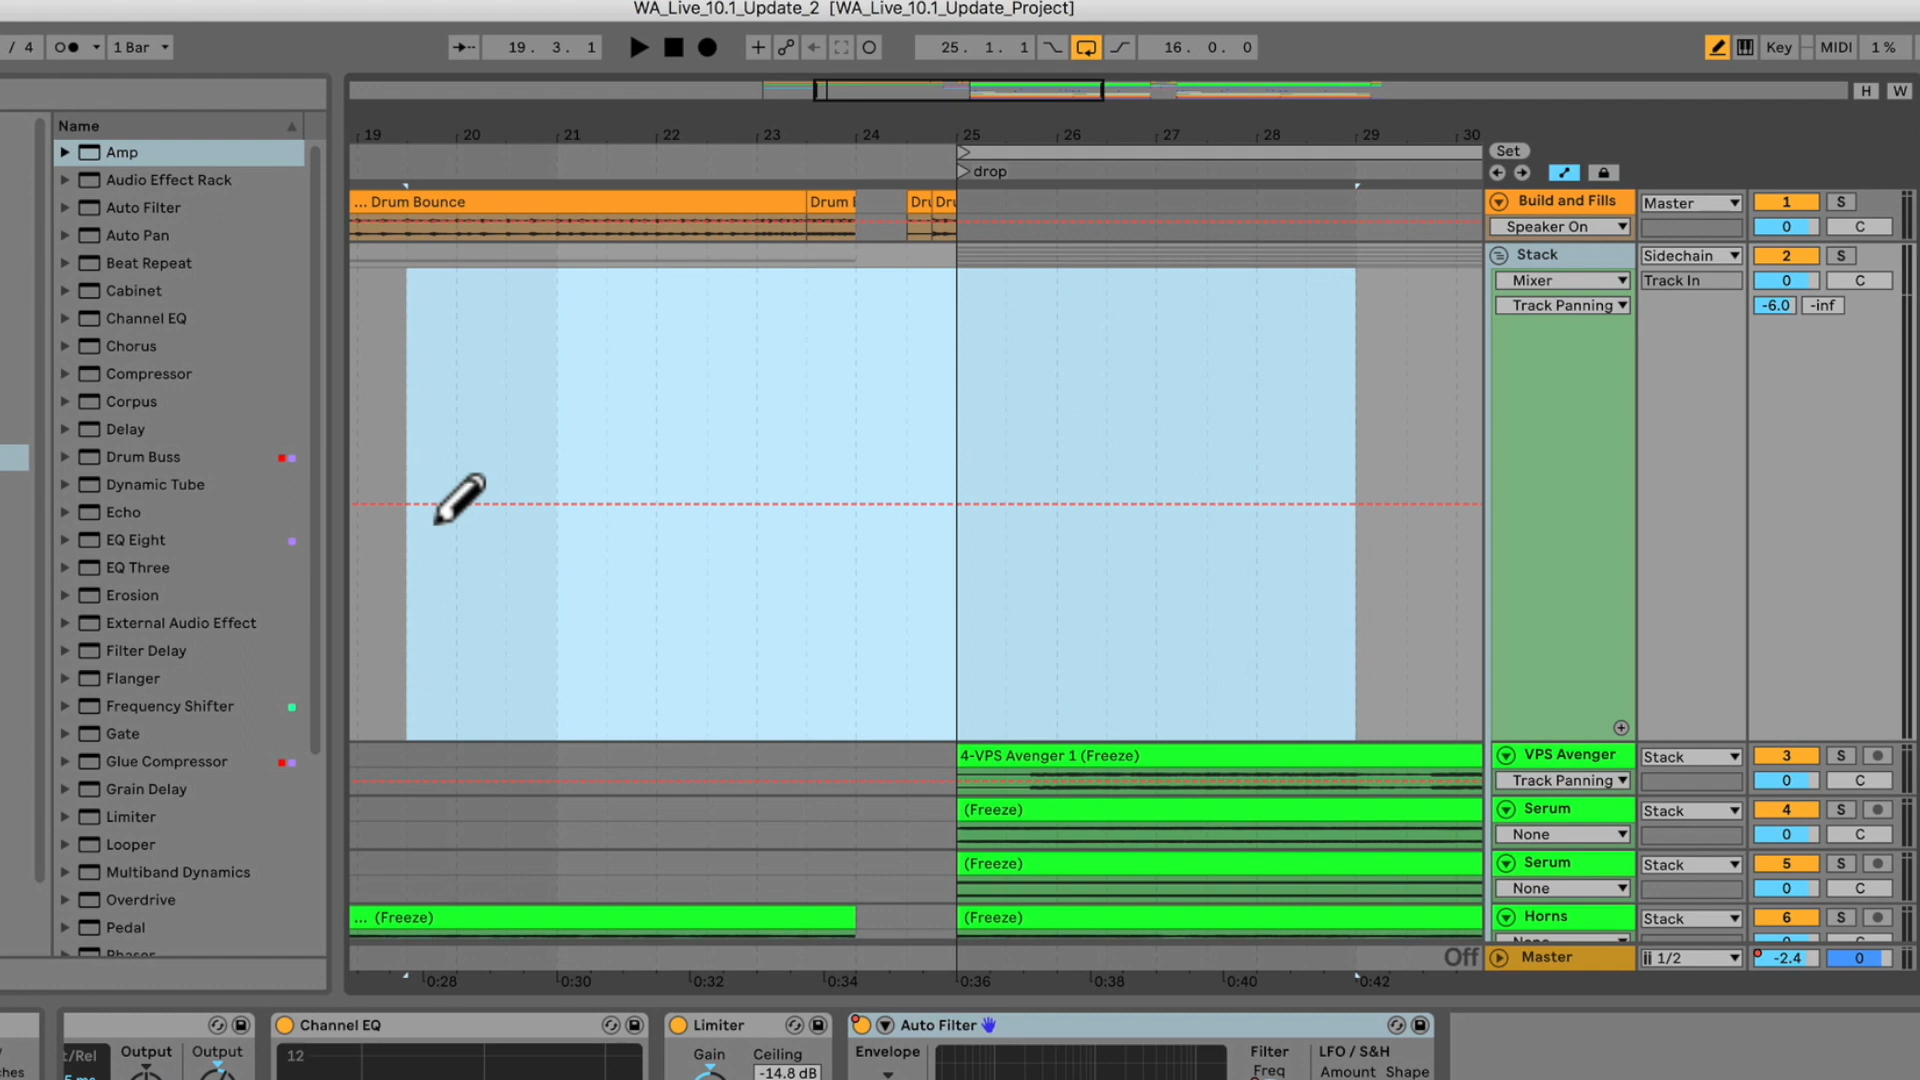 WA_Live_10.1_Update_2 [WA_Live_10.1_Update_Project]
/ 4
1 Bar
19. 3. 1
25. 1. 1
16. 0. 0
Key
MIDI
1 %
H
W
Name
Amp
Audio Effect Rack
Auto Filter
Auto Pan
Beat Repeat
Cabinet
Channel EQ
Chorus
Compressor
Corpus
Delay
Drum Buss
Dynamic Tube
Echo
EQ Eight
EQ Three
Erosion
External Audio Effect
Filter Delay
Flanger
Frequency Shifter
Gate
Glue Compressor
Grain Delay
Limiter
Looper
Multiband Dynamics
Overdrive
Pedal
Phaser
19 20 21 22 23 24 25 26 27 28 29 30
Set
drop
... Drum Bounce
Drum
Dru
Dru
Build and Fills
Master
1
S
Speaker On
0
C
Stack
Sidechain
2
S
Mixer
Track In
0
C
Track Panning
-6.0
-inf
4-VPS Avenger 1 (Freeze)
VPS Avenger
Stack
3
S
Track Panning
0
C
(Freeze)
Serum
Stack
4
S
None
0
C
(Freeze)
Serum
Stack
5
S
None
0
C
... (Freeze)
(Freeze)
Horns
Stack
6
S
None
0
C
Off
Master
1/2
-2.4
0
0:28 0:30 0:32 0:34 0:36 0:38 0:40 0:42
Channel EQ
Limiter
Auto Filter
t/Rel
Output
Output
12
Gain
Ceiling
-14.8 dB
Envelope
Filter
Freq
LFO / S&H
Amount
Shape